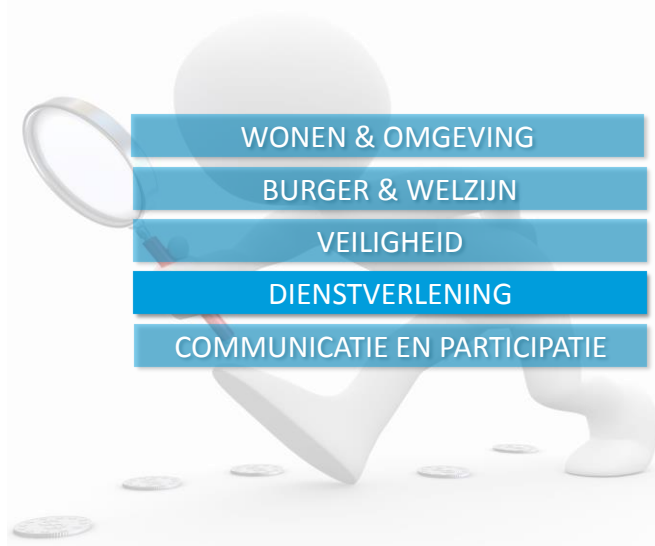 WONEN & OMGEVING
BURGER & WELZIJN
VEILIGHEID
DIENSTVERLENING
COMMUNICATIE EN PARTICIPATIE